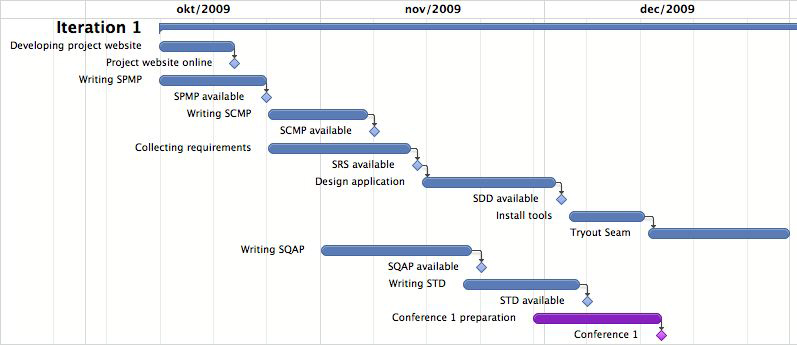 okt/2009 nov/2009 dec/2009
Iteration 1
Developing project website
Project website online
Writing SPMP
SPMP available
Writing SCMP
SCMP available
Collecting requirements
SRS available
Design application
SDD available
Install tools
Tryout Seam
Writing SQAP
SQAP available
Writing STD
STD available
Conference 1 preparation
Conference 1